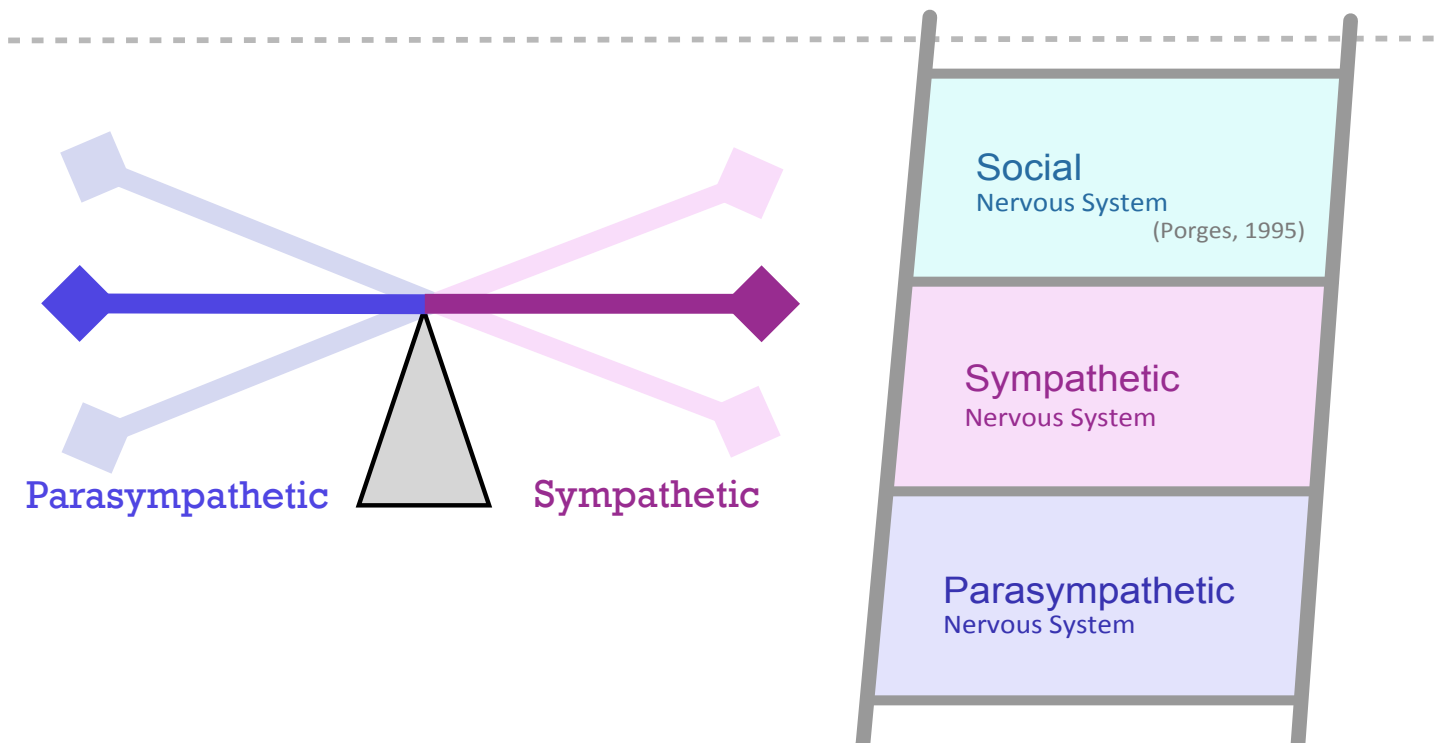 Parasympathetic
Sympathetic
Social
Nervous System
(Porges, 1995)
Sympathetic
Nervous System
Parasympathetic
Nervous System